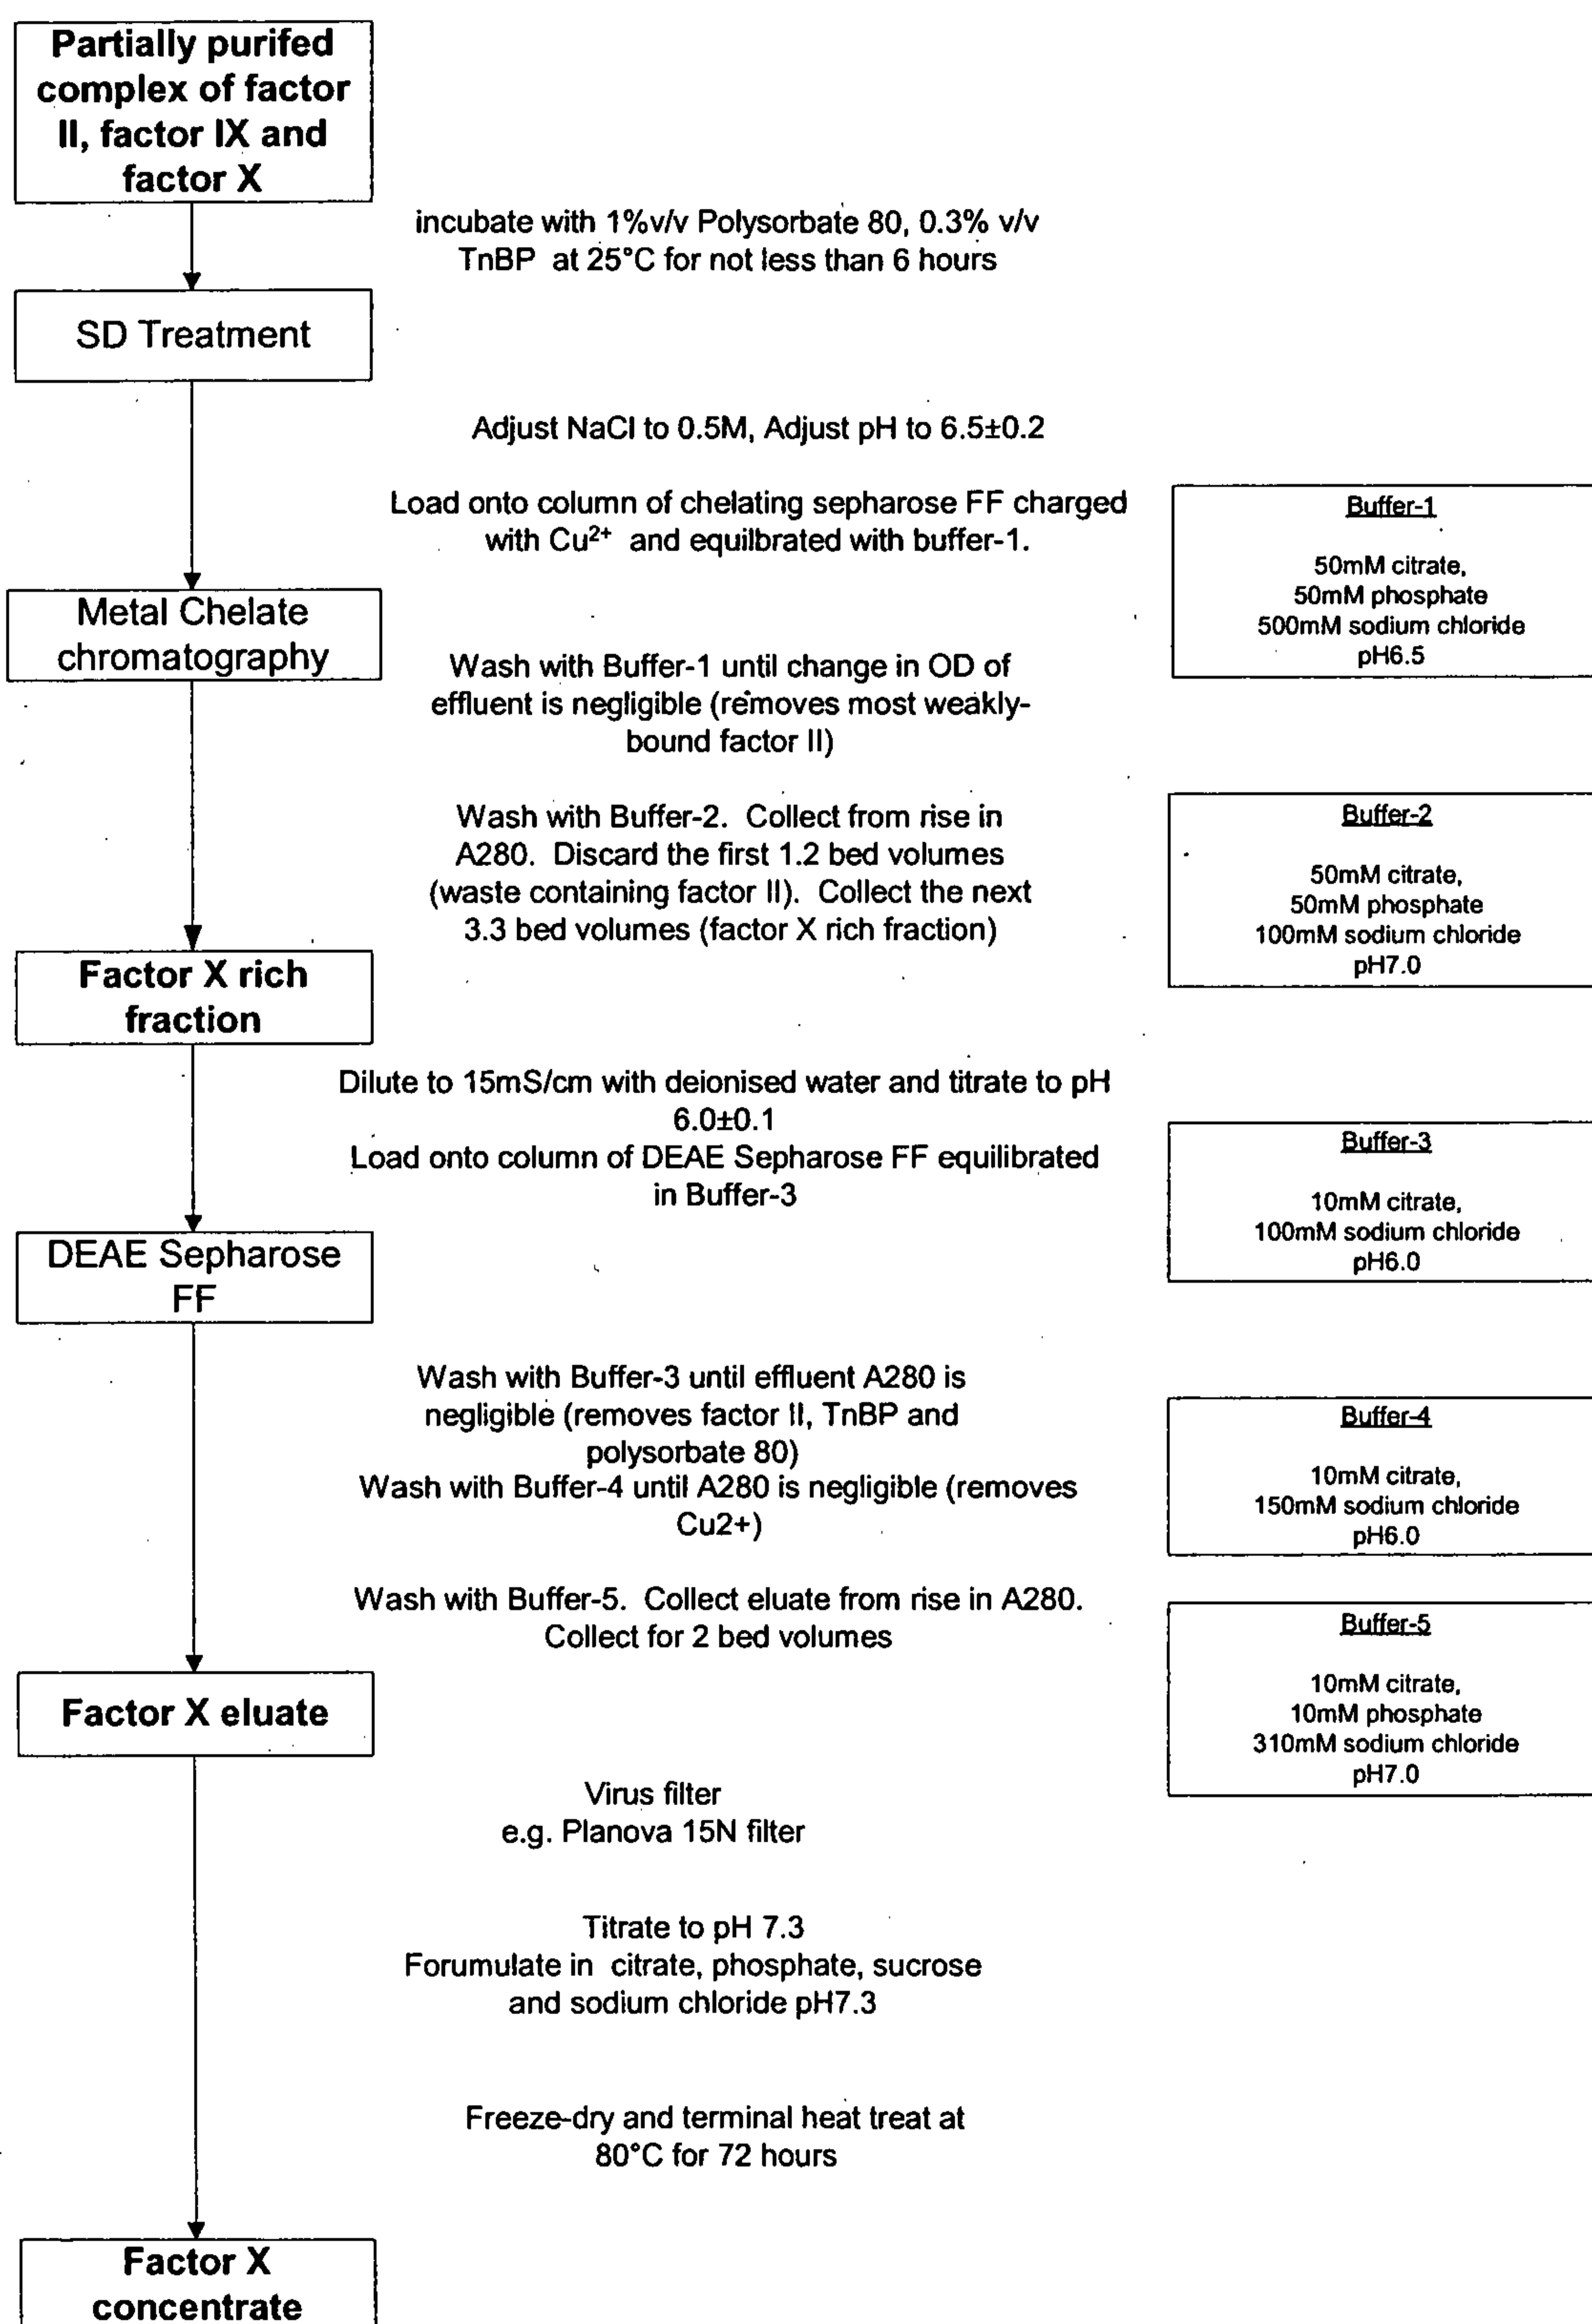 Partially purifed
complex of factor
II, factor IX and
factor X
incubate with 1%v/v Polysorbate 80, 0.3% v/v
TnBP at 25°C for not less than 6 hours
SD Treatment
Adjust NaCl to 0.5M, Adjust pH to 6.5±0.2
Load onto column of chelating sepharose FF charged
with Cu²⁺ and equilbrated with buffer-1.
Buffer-1
50mM citrate,
50mM phosphate
500mM sodium chloride
pH6.5
Metal Chelate
chromatography
Wash with Buffer-1 until change in OD of
effluent is negligible (removes most weakly-
bound factor II)
Wash with Buffer-2. Collect from rise in
A280. Discard the first 1.2 bed volumes
(waste containing factor II). Collect the next
3.3 bed volumes (factor X rich fraction)
Buffer-2
50mM citrate,
50mM phosphate
100mM sodium chloride
pH7.0
Factor X rich
fraction
Dilute to 15mS/cm with deionised water and titrate to pH
6.0±0.1
Load onto column of DEAE Sepharose FF equilibrated
in Buffer-3
Buffer-3
10mM citrate,
100mM sodium chloride
pH6.0
DEAE Sepharose
FF
Wash with Buffer-3 until effluent A280 is
negligible (removes factor II, TnBP and
polysorbate 80)
Wash with Buffer-4 until A280 is negligible (removes
Cu2+)
Buffer-4
10mM citrate,
150mM sodium chloride
pH6.0
Wash with Buffer-5. Collect eluate from rise in A280.
Collect for 2 bed volumes
Buffer-5
10mM citrate,
10mM phosphate
310mM sodium chloride
pH7.0
Factor X eluate
Virus filter
e.g. Planova 15N filter
Titrate to pH 7.3
Forumulate in citrate, phosphate, sucrose
and sodium chloride pH7.3
Freeze-dry and terminal heat treat at
80°C for 72 hours
Factor X
concentrate